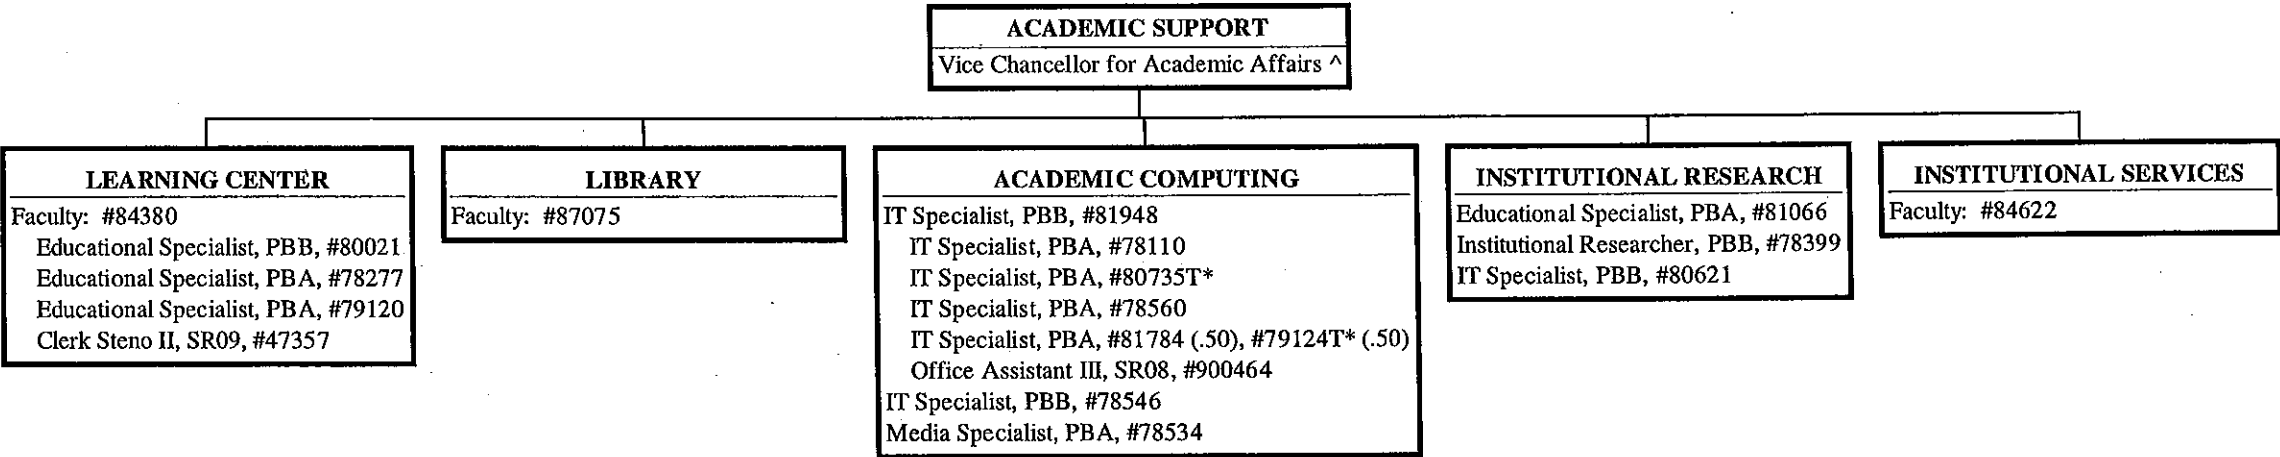 ACADEMIC SUPPORT
Vice Chancellor for Academic Affairs ^
LEARNING CENTER
Faculty: #84380
Educational Specialist, PBB, #80021
Educational Specialist, PBA, #78277
Educational Specialist, PBA, #79120
Clerk Steno II, SR09, #47357
LIBRARY
Faculty: #87075
ACADEMIC COMPUTING
IT Specialist, PBB, #81948
IT Specialist, PBA, #78110
IT Specialist, PBA, #80735T*
IT Specialist, PBA, #78560
IT Specialist, PBA, #81784 (.50), #79124T* (.50)
Office Assistant III, SR08, #900464
IT Specialist, PBB, #78546
Media Specialist, PBA, #78534
INSTITUTIONAL RESEARCH
Educational Specialist, PBA, #81066
Institutional Researcher, PBB, #78399
IT Specialist, PBB, #80621
INSTITUTIONAL SERVICES
Faculty: #84622